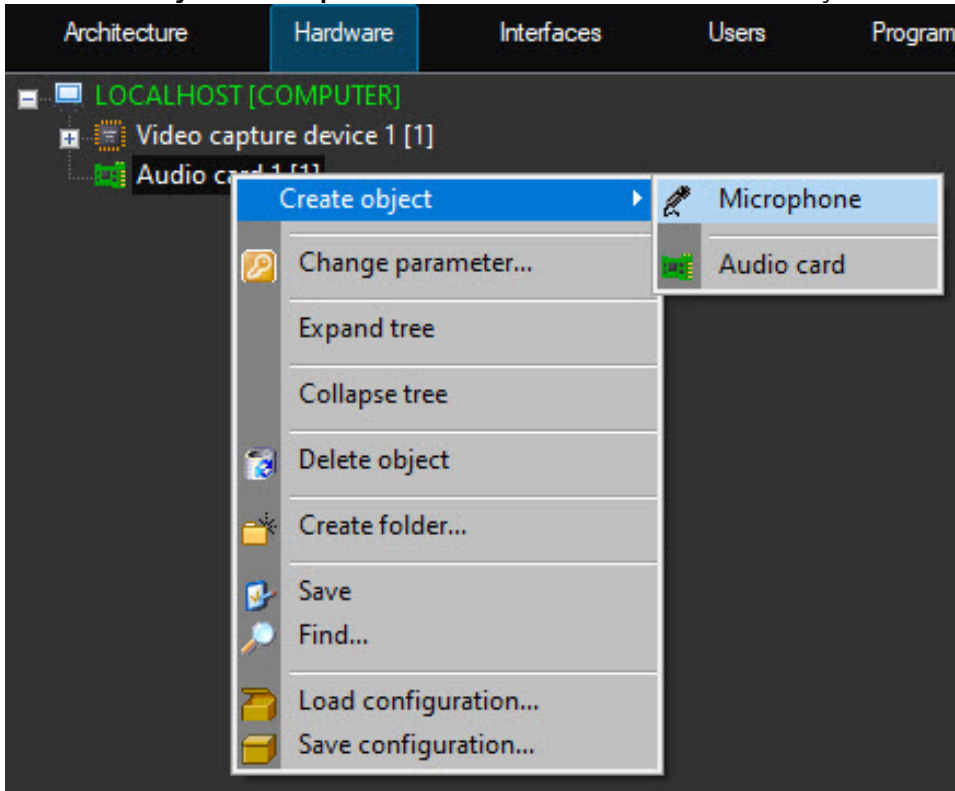 Architecture Hardware Interfaces Users Program
LOCALHOST [COMPUTER]
Video capture device 1 [1]
Audio card 1 [1]
Create object
Microphone
Change parameter...
Audio card
Expand tree
Collapse tree
Delete object
Create folder...
Save
Find...
Load configuration...
Save configuration...